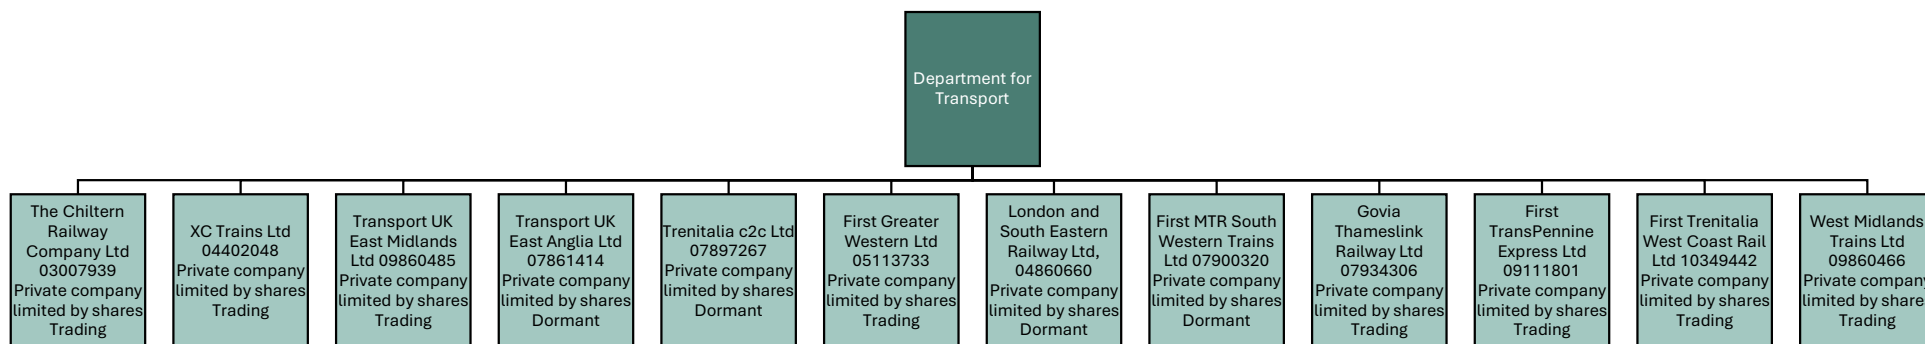 Department for
Transport
The Chiltern
Railway
Company Ltd
03007939
Private company
limited by shares
Trading
XC Trains Ltd
04402048
Private company
limited by shares
Trading
Transport UK
East Midlands
Ltd 09860485
Private company
limited by shares
Trading
Transport UK
East Anglia Ltd
07861414
Private company
limited by shares
Dormant
Trenitalia c2c Ltd
07897267
Private company
limited by shares
Dormant
First Greater
Western Ltd
05113733
Private company
limited by shares
Trading
London and
South Eastern
Railway Ltd,
04860660
Private company
limited by shares
Dormant
First MTR South
Western Trains
Ltd 07900320
Private company
limited by shares
Dormant
Govia
Thameslink
Railway Ltd
07934306
Private company
limited by shares
Trading
First
TransPennine
Express Ltd
09111801
Private company
limited by shares
Trading
First Trenitalia
West Coast Rail
Ltd 10349442
Private company
limited by shares
Trading
West Midlands
Trains Ltd
09860466
Private company
limited by shares
Trading